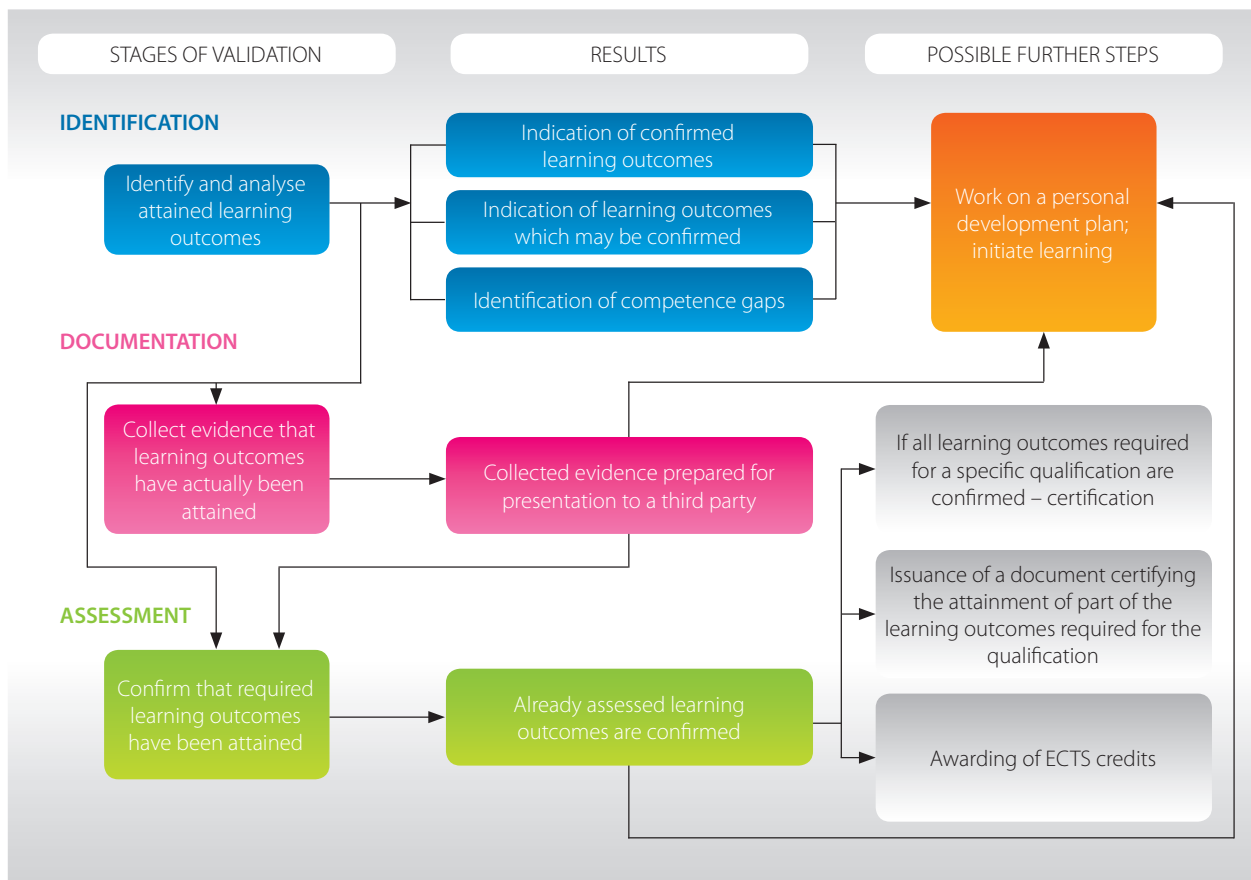 STAGES OF VALIDATION
RESULTS
POSSIBLE FURTHER STEPS
IDENTIFICATION
Identify and analyse
attained learning
outcomes
Indication of confirmed
learning outcomes
Indication of learning outcomes
which may be confirmed
Identification of competence gaps
Work on a personal
development plan;
initiate learning
DOCUMENTATION
Collect evidence that
learning outcomes
have actually been
attained
Collected evidence prepared for
presentation to a third party
If all learning outcomes required
for a specific qualification are
confirmed – certification
Issuance of a document certifying
the attainment of part of the
learning outcomes required for the
qualification
ASSESSMENT
Confirm that required
learning outcomes
have been attained
Already assessed learning
outcomes are confirmed
Awarding of ECTS credits